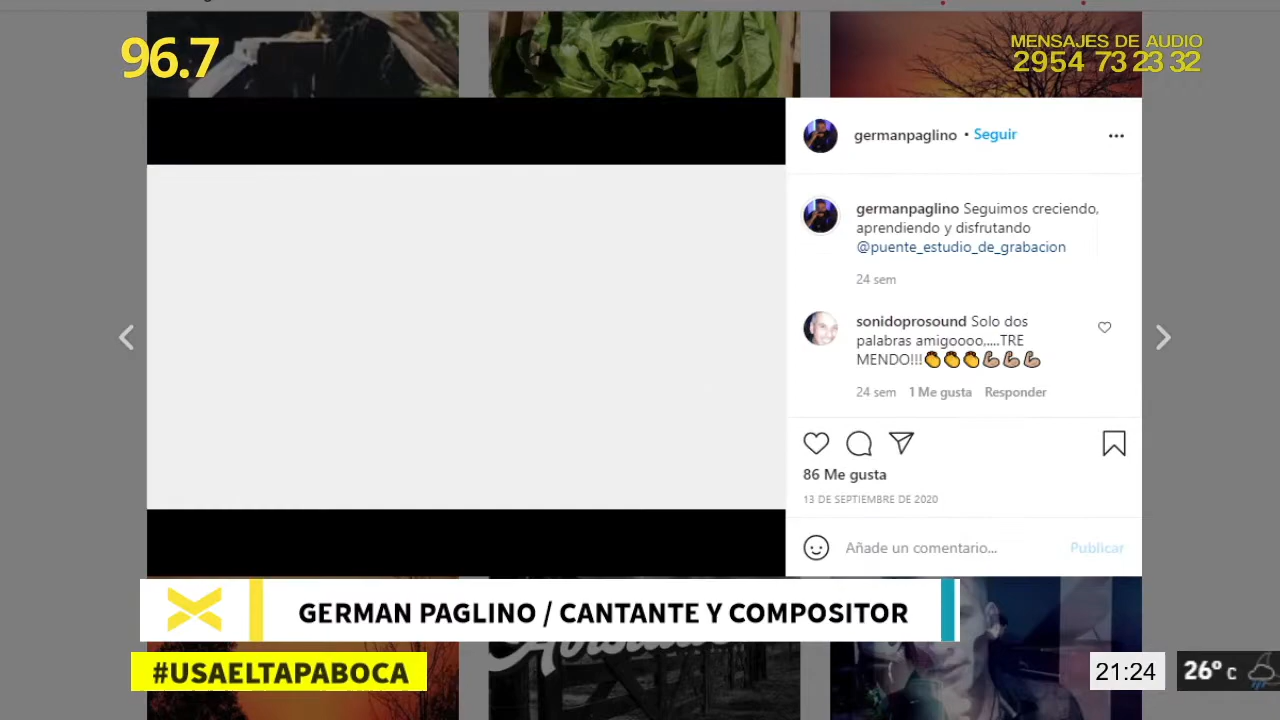 96.7
MENSAJES DE AUDIO
2954 73 23 32
germanpaglino • Seguir
germanpaglino Seguimos creciendo,
aprendiendo y disfrutando
@puente_estudio_de_grabacion
24 sem
sonidoprosound Solo dos
palabras amigoooo,....TRE
MENDO!!!👏👏👏💪🏽💪🏽💪🏽
24 sem 1 Me gusta Responder
86 Me gusta
13 DE SEPTIEMBRE DE 2020
Añade un comentario... Publicar
GERMAN PAGLINO / CANTANTE Y COMPOSITOR
#USAELTAPABOCA
21:24
26° c